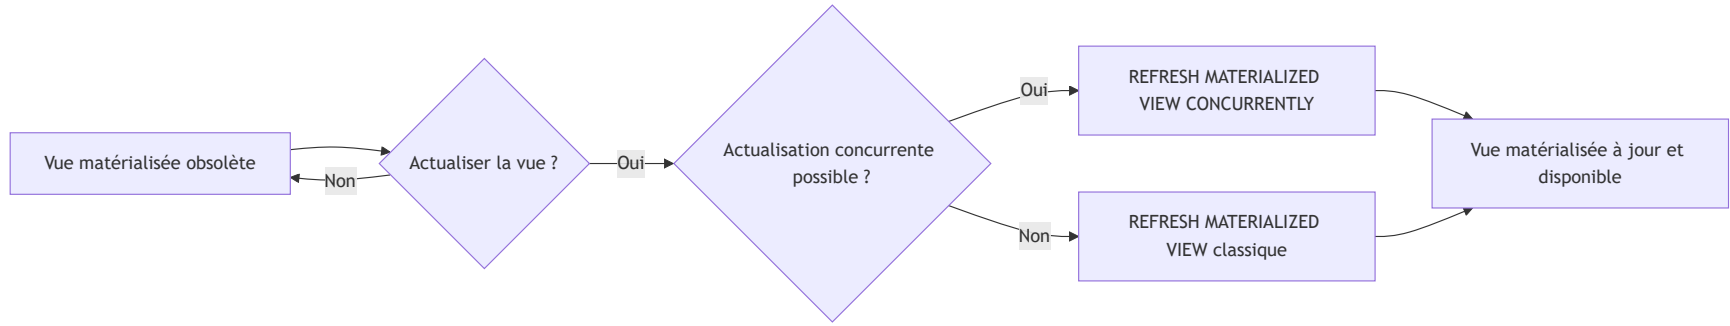 Vue matérialisée obsolète
Non
Actualiser la vue ?
Oui
Actualisation concurrente
possible ?
Oui
REFRESH MATERIALIZED
VIEW CONCURRENTLY
Non
REFRESH MATERIALIZED
VIEW classique
Vue matérialisée à jour et
disponible